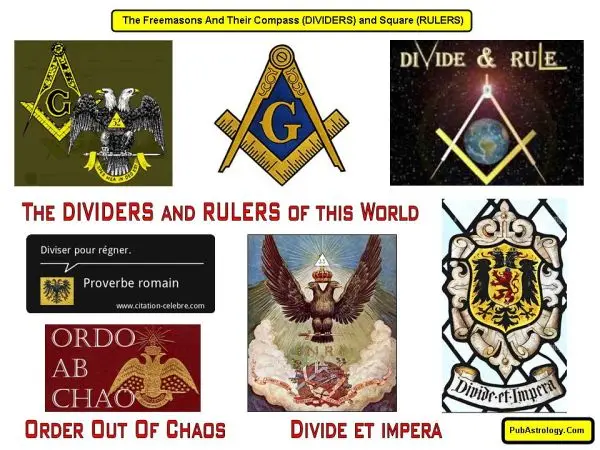 The Freemasons And Their Compass (DIVIDERS) and Square (RULERS)
G
32
G
DIVIDE & RULE
THE DIVIDERS AND RULERS OF THIS WORLD
Diviser pour régner.
Proverbe romain
www.citation-celebre.com
I.N.R.I.
ORDO
AB
CHAO
Divide·et·Impera
ORDER OUT OF CHAOS
DIVIDE ET IMPERA
PubAstrology.Com